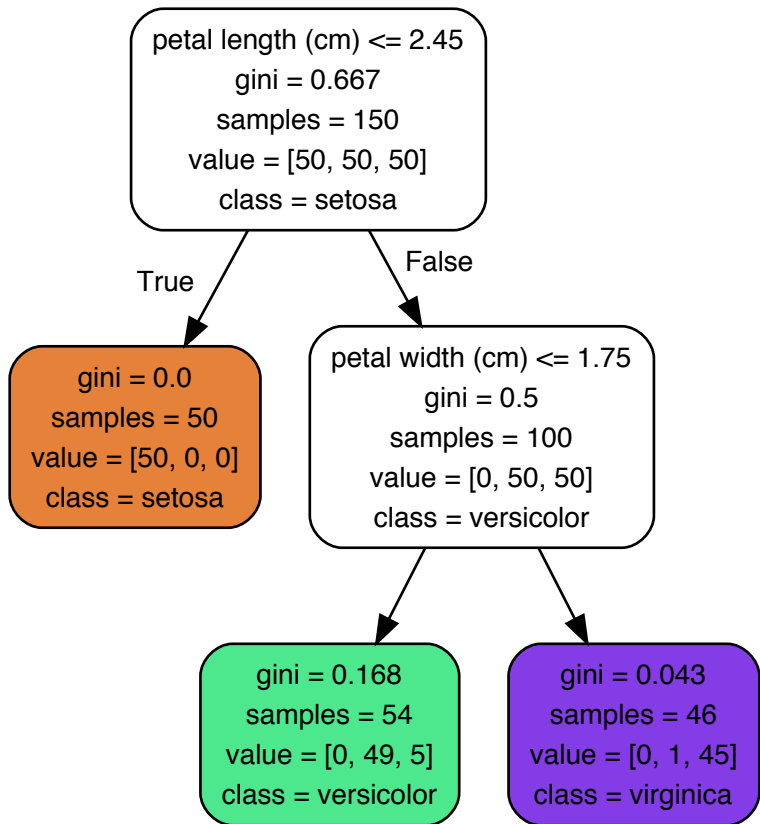 petal length (cm) <= 2.45
gini = 0.667
samples = 150
value = [50, 50, 50]
class = setosa
True
False
gini = 0.0
samples = 50
value = [50, 0, 0]
class = setosa
petal width (cm) <= 1.75
gini = 0.5
samples = 100
value = [0, 50, 50]
class = versicolor
gini = 0.168
samples = 54
value = [0, 49, 5]
class = versicolor
gini = 0.043
samples = 46
value = [0, 1, 45]
class = virginica